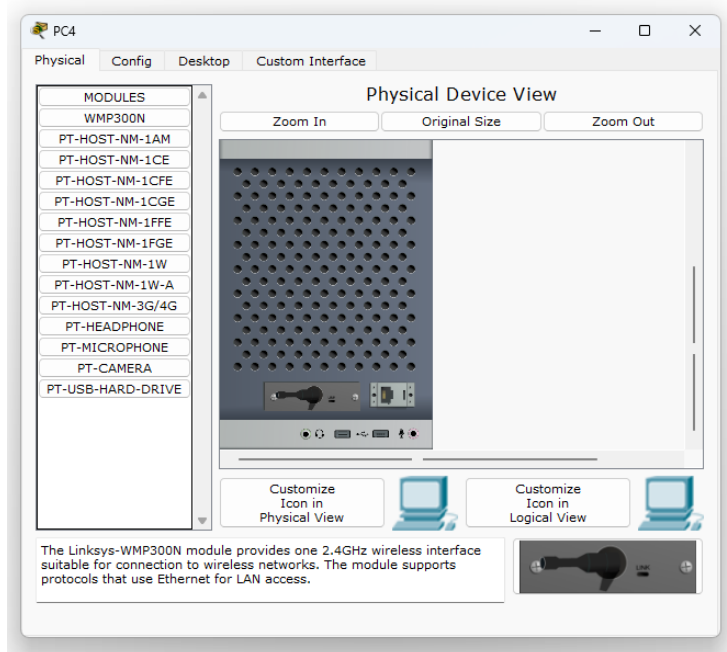 PC4
Physical Config Desktop Custom Interface
MODULES
WMP300N
PT-HOST-NM-1AM
PT-HOST-NM-1CE
PT-HOST-NM-1CFE
PT-HOST-NM-1CGE
PT-HOST-NM-1FFE
PT-HOST-NM-1FGE
PT-HOST-NM-1W
PT-HOST-NM-1W-A
PT-HOST-NM-3G/4G
PT-HEADPHONE
PT-MICROPHONE
PT-CAMERA
PT-USB-HARD-DRIVE
Physical Device View
Zoom In Original Size Zoom Out
Customize
Icon in
Physical View
Customize
Icon in
Logical View
The Linksys-WMP300N module provides one 2.4GHz wireless interface
suitable for connection to wireless networks. The module supports
protocols that use Ethernet for LAN access.
LINK